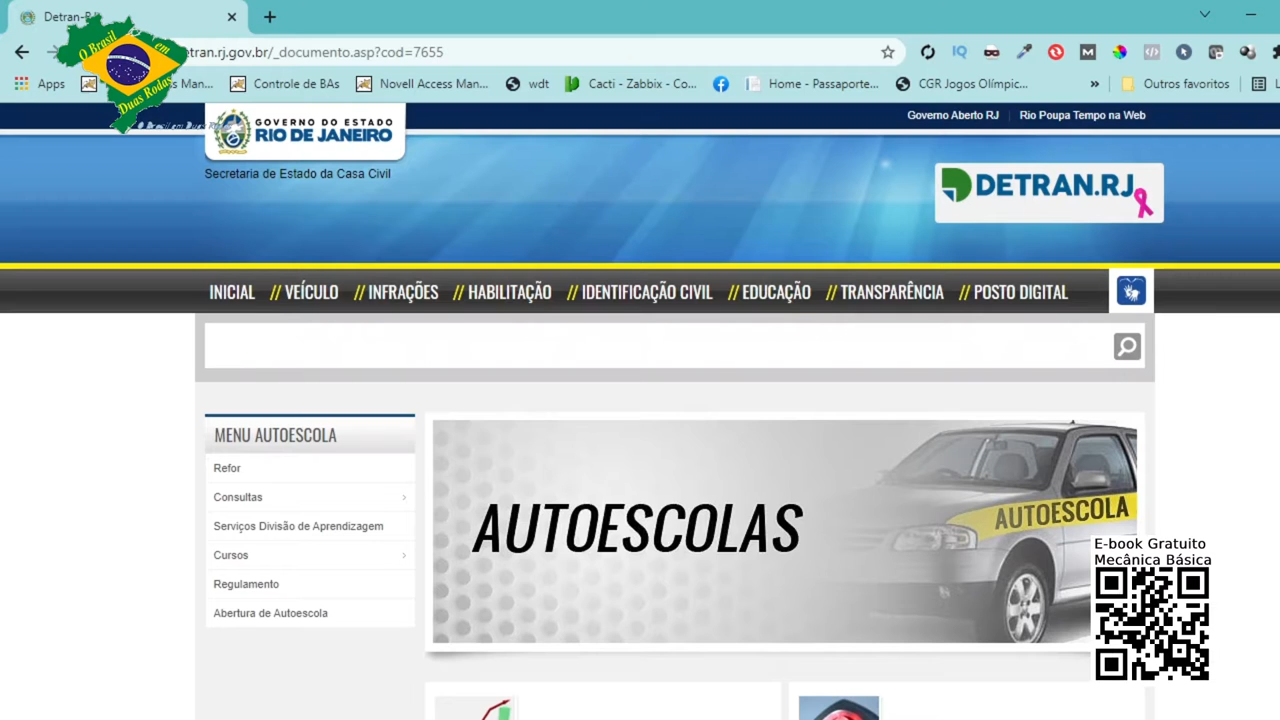 Detran-RJ
O Brasil
em
Duas Rodas
etran.rj.gov.br/_documento.asp?cod=7655
Apps
Man...
Controle de BAs
Novell Access Man...
wdt
Cacti - Zabbix - Co...
Home - Passaporte...
CGR Jogos Olímpic...
»
Outros favoritos
O Brasil em Duas
GOVERNO DO ESTADO
RIO DE JANEIRO
Governo Aberto RJ
Rio Poupa Tempo na Web
Secretaria de Estado da Casa Civil
DETRAN.RJ
INICIAL // VEÍCULO // INFRAÇÕES // HABILITAÇÃO // IDENTIFICAÇÃO CIVIL // EDUCAÇÃO // TRANSPARÊNCIA // POSTO DIGITAL
MENU AUTOESCOLA
Refor
Consultas
Serviços Divisão de Aprendizagem
Cursos
Regulamento
Abertura de Autoescola
AUTOESCOLAS
AUTOESCOLA
E-book Gratuito
Mecânica Básica